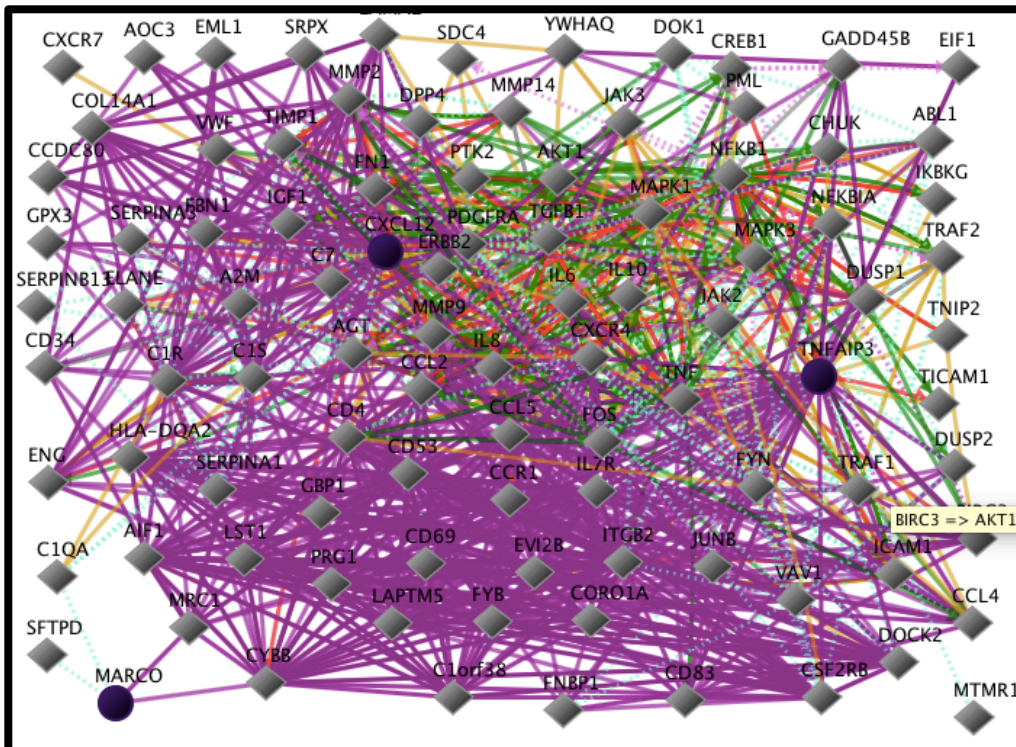 YWHAQ
AOC3
EML1
SRPX
SDC4
DOK1
CREB1
GADD45B
EIF1
CXCR7
MMP2
DPP4
MMP14
JAK3
PML
COL14A1
VWF
TIMP1
CHUK
ABL1
CCDC80
FN1
PTK2
AKT1
NFKB1
IKBKG
GPX3
SERPINA3
FBN1
IGF1
CXCL12
PDGFRA
TGFB1
MAPK1
NFKBIA
TRAF2
SERPINB13
ELANE
A2M
C7
ERBB2
IL6
IL10
MAPK3
DUSP1
TNIP2
CD34
C1R
C1S
AGT
MMP9
IL8
CXCR4
JAK2
TNFAIP3
TICAM1
CCL2
TNF
ENG
HLA-DQA2
CD4
CD53
CCL5
FOS
DUSP2
SERPINA1
GBP1
CCR1
IL7R
FYN
TRAF1
BIRC3 => AKT1
C1QA
AIF1
LST1
PRG1
CD69
EVI2B
ITGB2
JUNB
ICAM1
VAV1
CCL4
SFTPD
MRC1
LAPTM5
FYB
CORO1A
DOCK2
MARCO
CYBB
C1orf38
FNBP1
CD83
CSF2RB
MTMR1